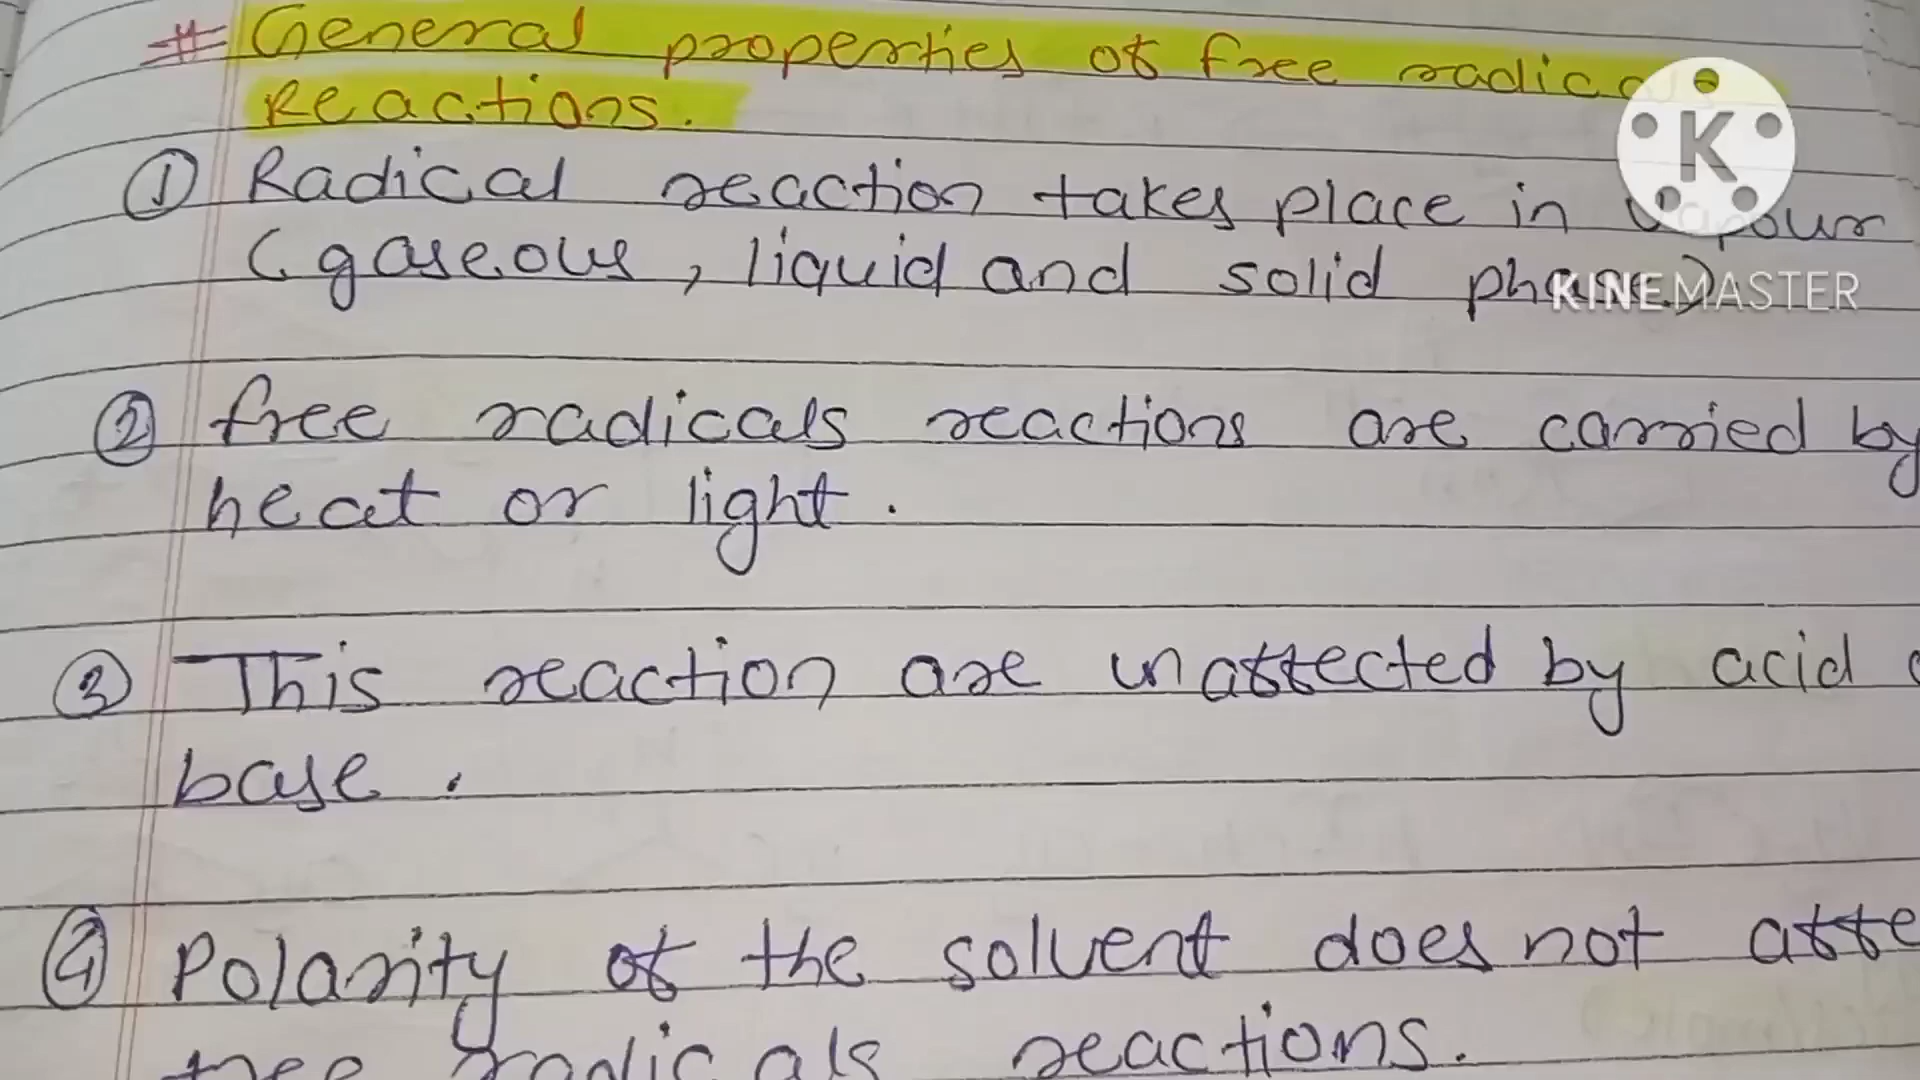 # General properties of free radical
Reactions.
① Radical reaction takes place in vapour
(gaseous, liquid and solid phase.)
② free radicals reactions are carried by
heat or light.
③ This reaction are unaffected by acid
base.
④ Polarity of the solvent does not affe
free radicals reactions.
K
KINEMASTER